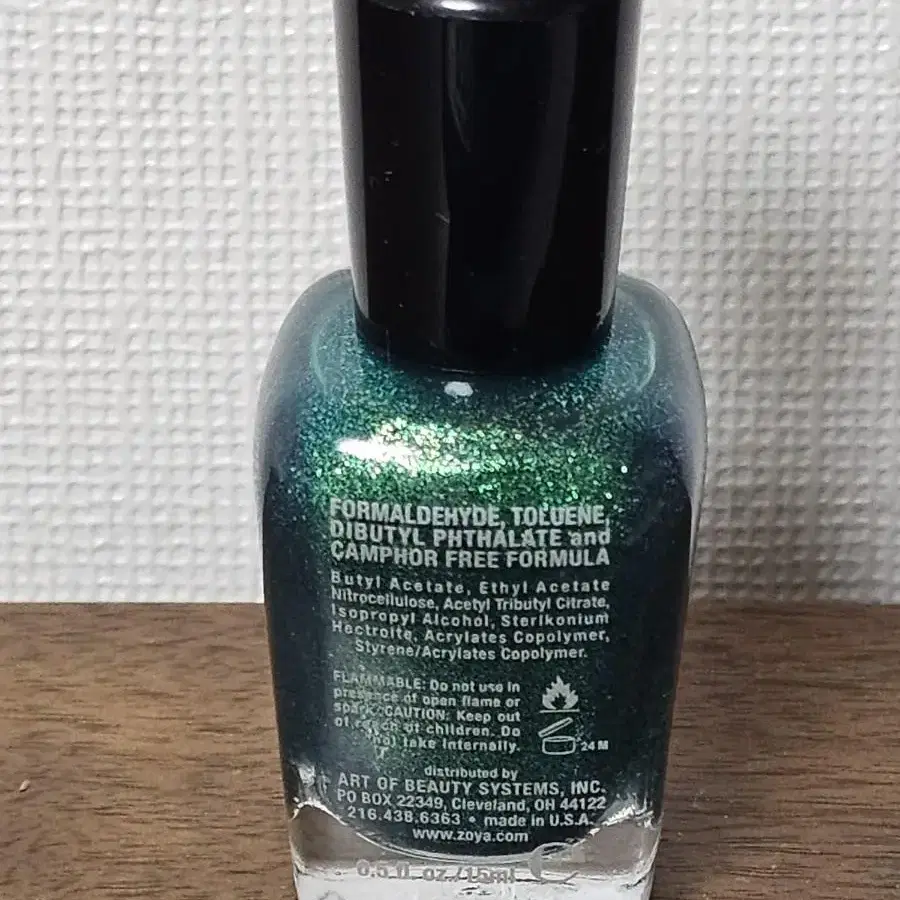 FORMALDEHYDE, TOLUENE,
DIBUTYL PHTHALATE and
CAMPHOR FREE FORMULA
Butyl Acetate, Ethyl Acetate
Nitrocellulose, Acetyl Tributyl Citrate,
Isopropyl Alcohol, Sterlkonium
Hectroite, Acrylates Copolymer,
Styrene/Acrylates Copolymer.
FLAMMABLE: Do not use in
presence of open flame or
spark. CAUTION: Keep out
of reach of children. Do
not take internally.
24 M
distributed by
ART OF BEAUTY SYSTEMS, INC.
PO BOX 22349, Cleveland, OH 44122
216.438.6363 • made in U.S.A.
www.zoya.com
0.5 fl. oz./15ml